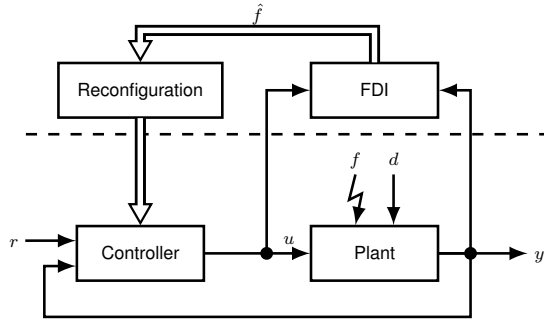 f̂
Reconfiguration
FDI
f
d
r
Controller
u
Plant
y